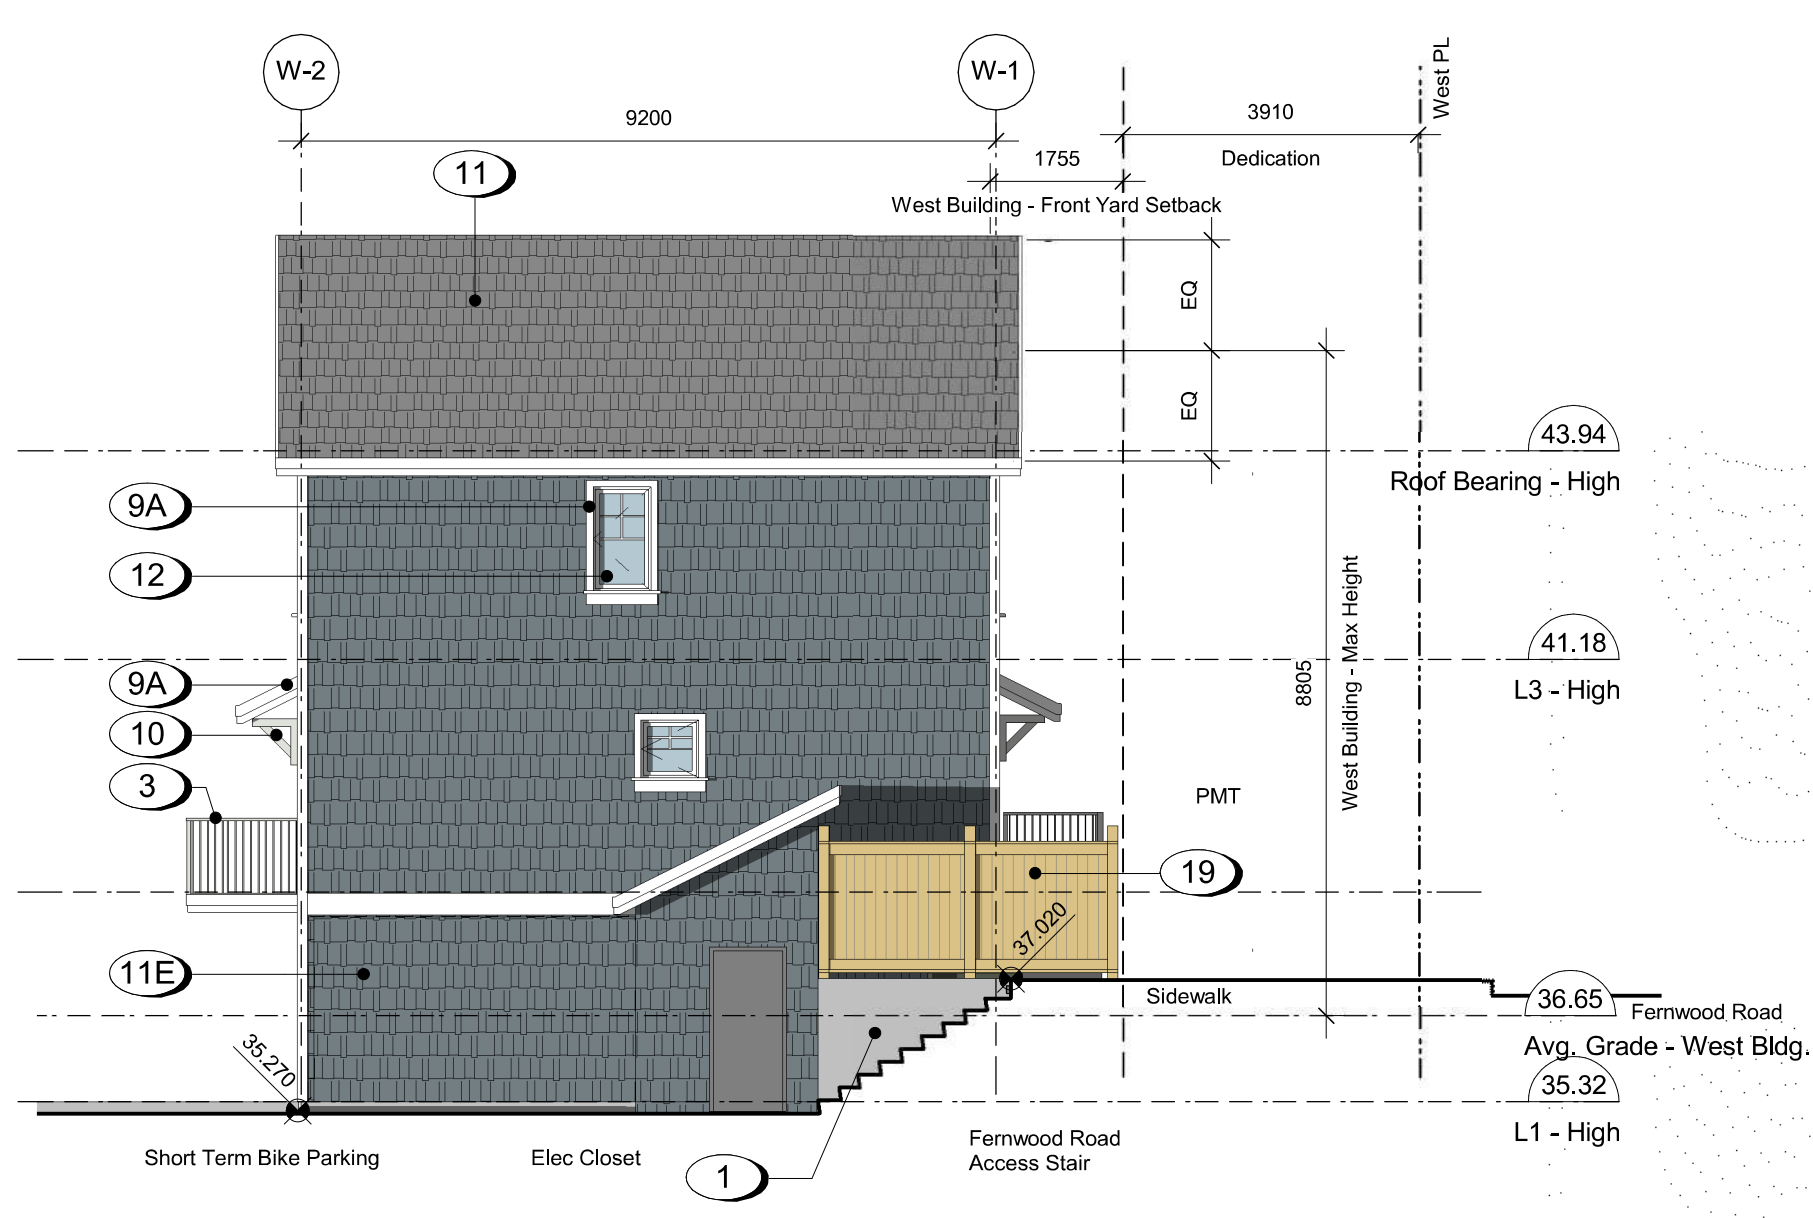 W-2
W-1
West PL
9200
3910
1755
Dedication
11
West Building - Front Yard Setback
EQ
EQ
43.94
Roof Bearing - High
9A
12
West Building - Max Height
8805
41.18
L3 - High
9A
10
3
PMT
19
37.020
11E
Sidewalk
36.65
Fernwood Road
Avg. Grade - West Bldg.
35.270
35.32
L1 - High
Short Term Bike Parking
Elec Closet
1
Fernwood Road
Access Stair